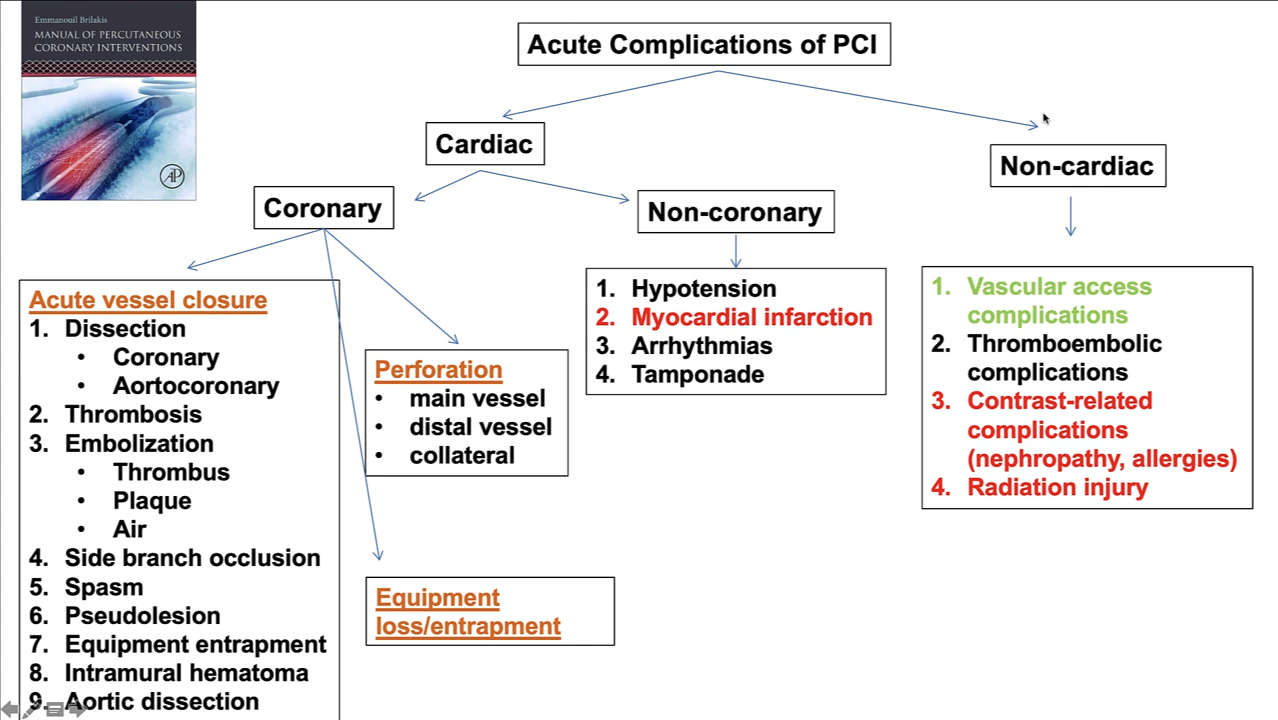 Emmanouil Brilakis
MANUAL OF PERCUTANEOUS
CORONARY INTERVENTIONS
AP
Acute Complications of PCI
Cardiac
Non-cardiac
Coronary
Non-coronary
Acute vessel closure
1. Dissection
• Coronary
• Aortocoronary
2. Thrombosis
3. Embolization
• Thrombus
• Plaque
• Air
4. Side branch occlusion
5. Spasm
6. Pseudolesion
7. Equipment entrapment
8. Intramural hematoma
9. Aortic dissection
Perforation
• main vessel
• distal vessel
• collateral
Equipment
loss/entrapment
1. Hypotension
2. Myocardial infarction
3. Arrhythmias
4. Tamponade
1. Vascular access
complications
2. Thromboembolic
complications
3. Contrast-related
complications
(nephropathy, allergies)
4. Radiation injury